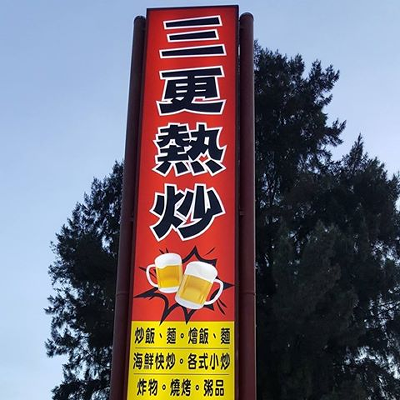 三更熱炒
炒飯、麵。燴飯、麵
海鮮快炒。各式小炒
炸物。燒烤。粥品